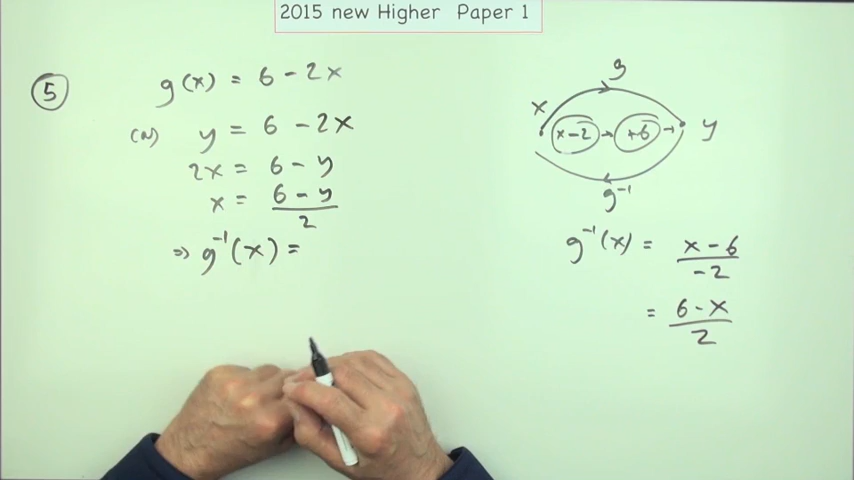 2015 new Higher Paper 1
5
g(x) = 6 - 2x
(a) y = 6 - 2x
2x = 6 - y
x = 6 - y / 2
⇒ g⁻¹(x) =
g
x
x-2 → +6 →
y
g⁻¹
g⁻¹(x) = x - 6 / -2
= 6 - x / 2